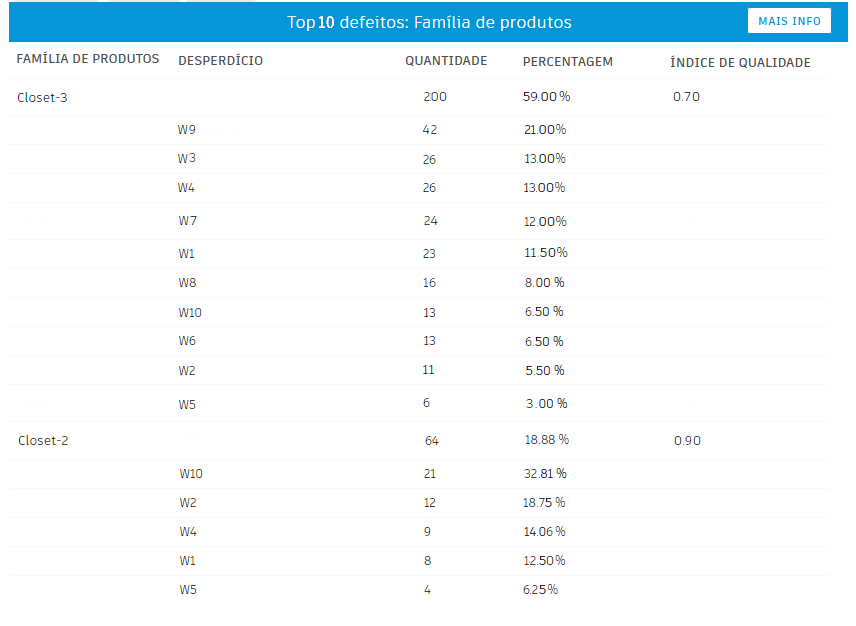 Top 10 defeitos: Família de produtos MAIS INFO
FAMÍLIA DE PRODUTOS DESPERDÍCIO QUANTIDADE PERCENTAGEM ÍNDICE DE QUALIDADE
Closet-3 200 59.00 % 0.70
W9 42 21.00%
W3 26 13.00%
W4 26 13.00%
W7 24 12.00%
W1 23 11.50%
W8 16 8.00 %
W10 13 6.50 %
W6 13 6.50 %
W2 11 5.50 %
W5 6 3.00 %
Closet-2 64 18.88 % 0.90
W10 21 32.81 %
W2 12 18.75 %
W4 9 14.06 %
W1 8 12.50%
W5 4 6.25%